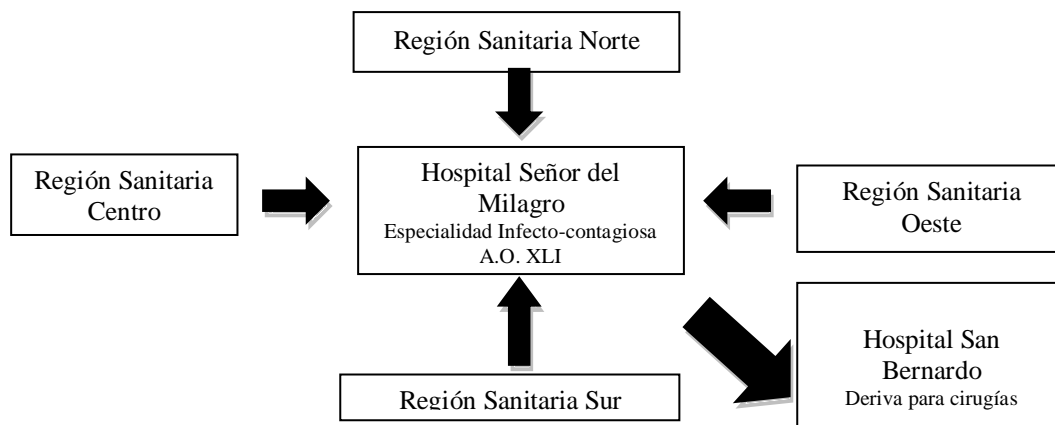 Región Sanitaria Norte
Región Sanitaria
Centro
Hospital Señor del
Milagro
Especialidad Infecto-contagiosa
A.O. XLI
Región Sanitaria
Oeste
Hospital San
Bernardo
Deriva para cirugías
Región Sanitaria Sur